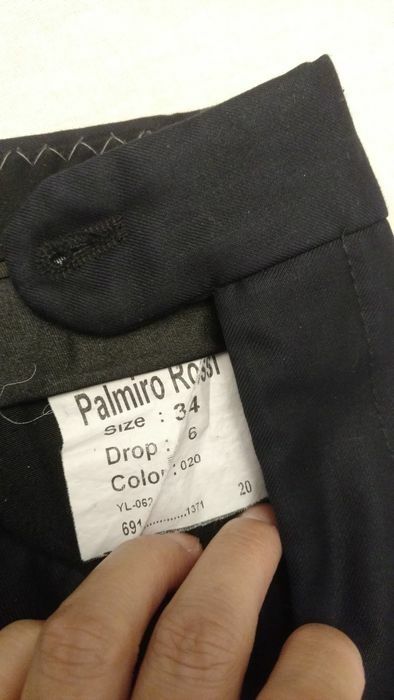 Palmiro Rossi
Size : 34
Drop : 6
Color : 020
YL-062
20
691.............1371